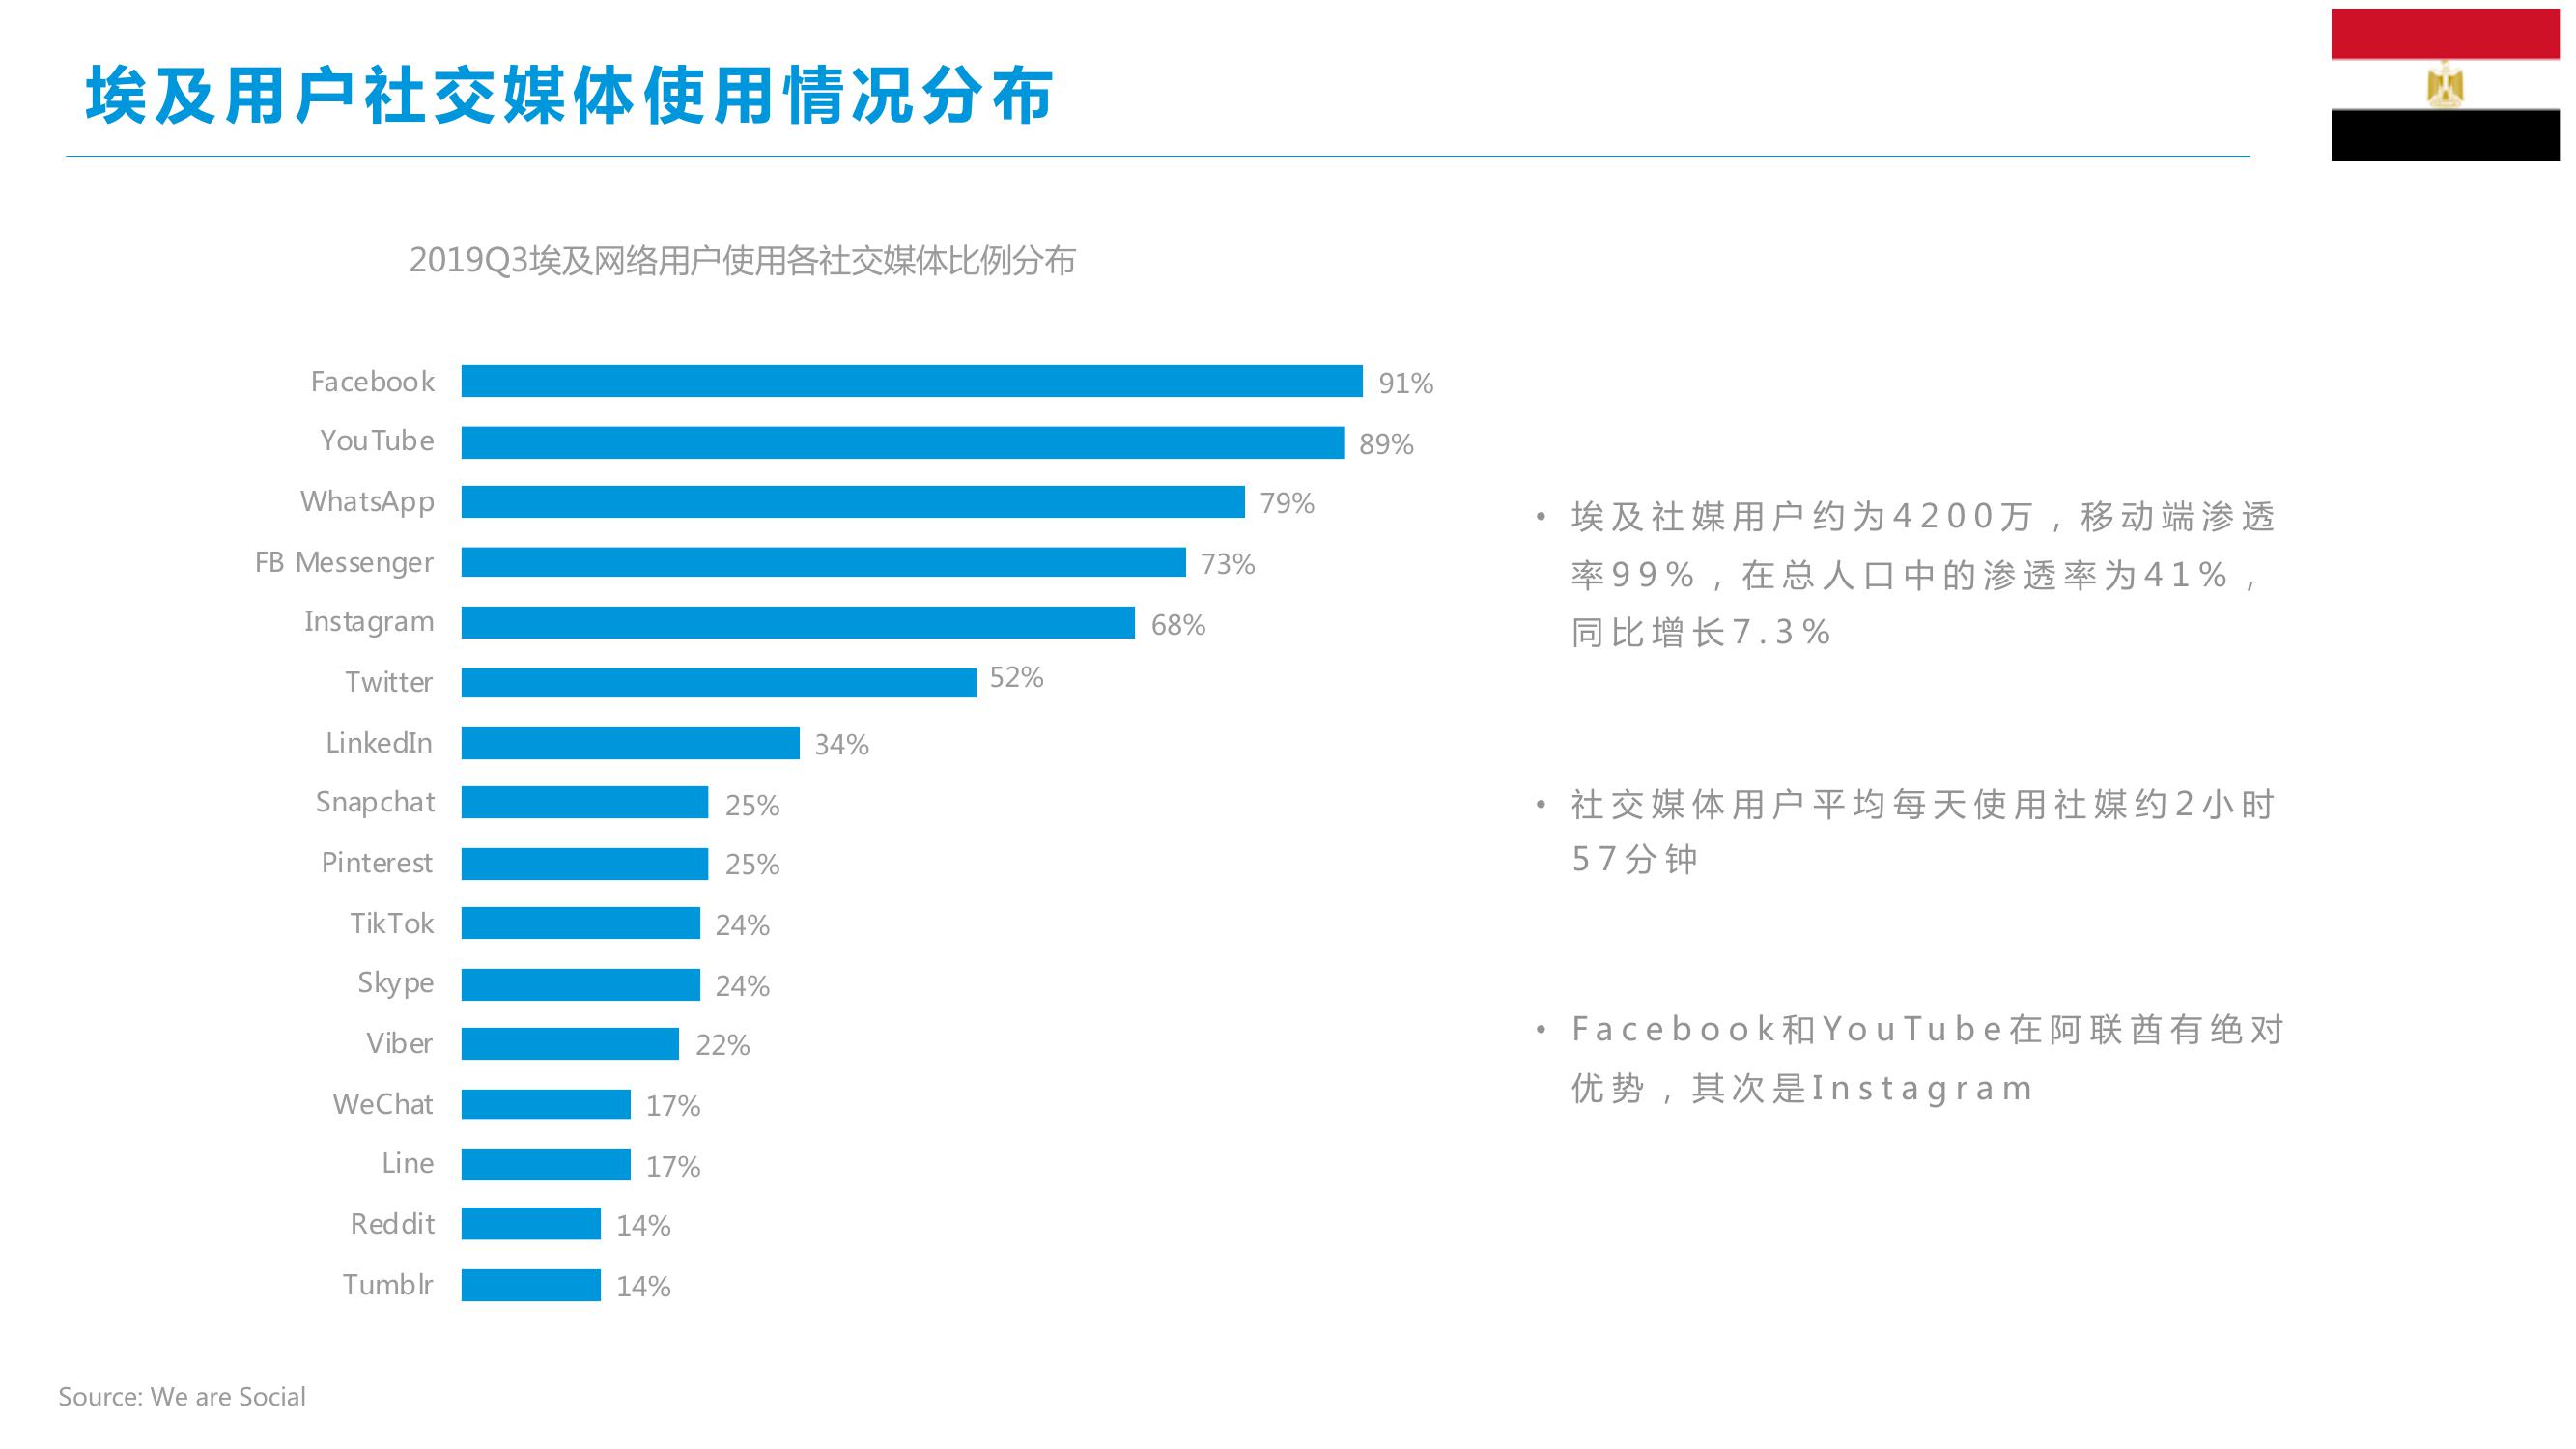 埃及用户社交媒体使用情况分布
2019Q3埃及网络用户使用各社交媒体比例分布
Facebook 91%
YouTube 89%
WhatsApp 79%
FB Messenger 73%
Instagram 68%
Twitter 52%
LinkedIn 34%
Snapchat 25%
Pinterest 25%
TikTok 24%
Skype 24%
Viber 22%
WeChat 17%
Line 17%
Reddit 14%
Tumblr 14%
• 埃及社媒用户约为4200万，移动端渗透
率99%，在总人口中的渗透率为41%，
同比增长7.3%
• 社交媒体用户平均每天使用社媒约2小时
57分钟
• Facebook和YouTube在阿联酋有绝对
优势，其次是Instagram
Source: We are Social